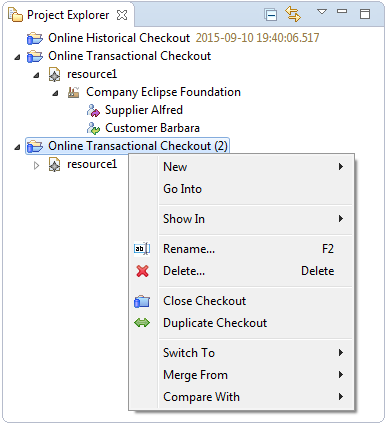 Project Explorer
Online Historical Checkout 2015-09-10 19:40:06.517
Online Transactional Checkout
resource1
Company Eclipse Foundation
Supplier Alfred
Customer Barbara
Online Transactional Checkout (2)
resource1
New
Go Into
Show In
Rename... F2
Delete... Delete
Close Checkout
Duplicate Checkout
Switch To
Merge From
Compare With